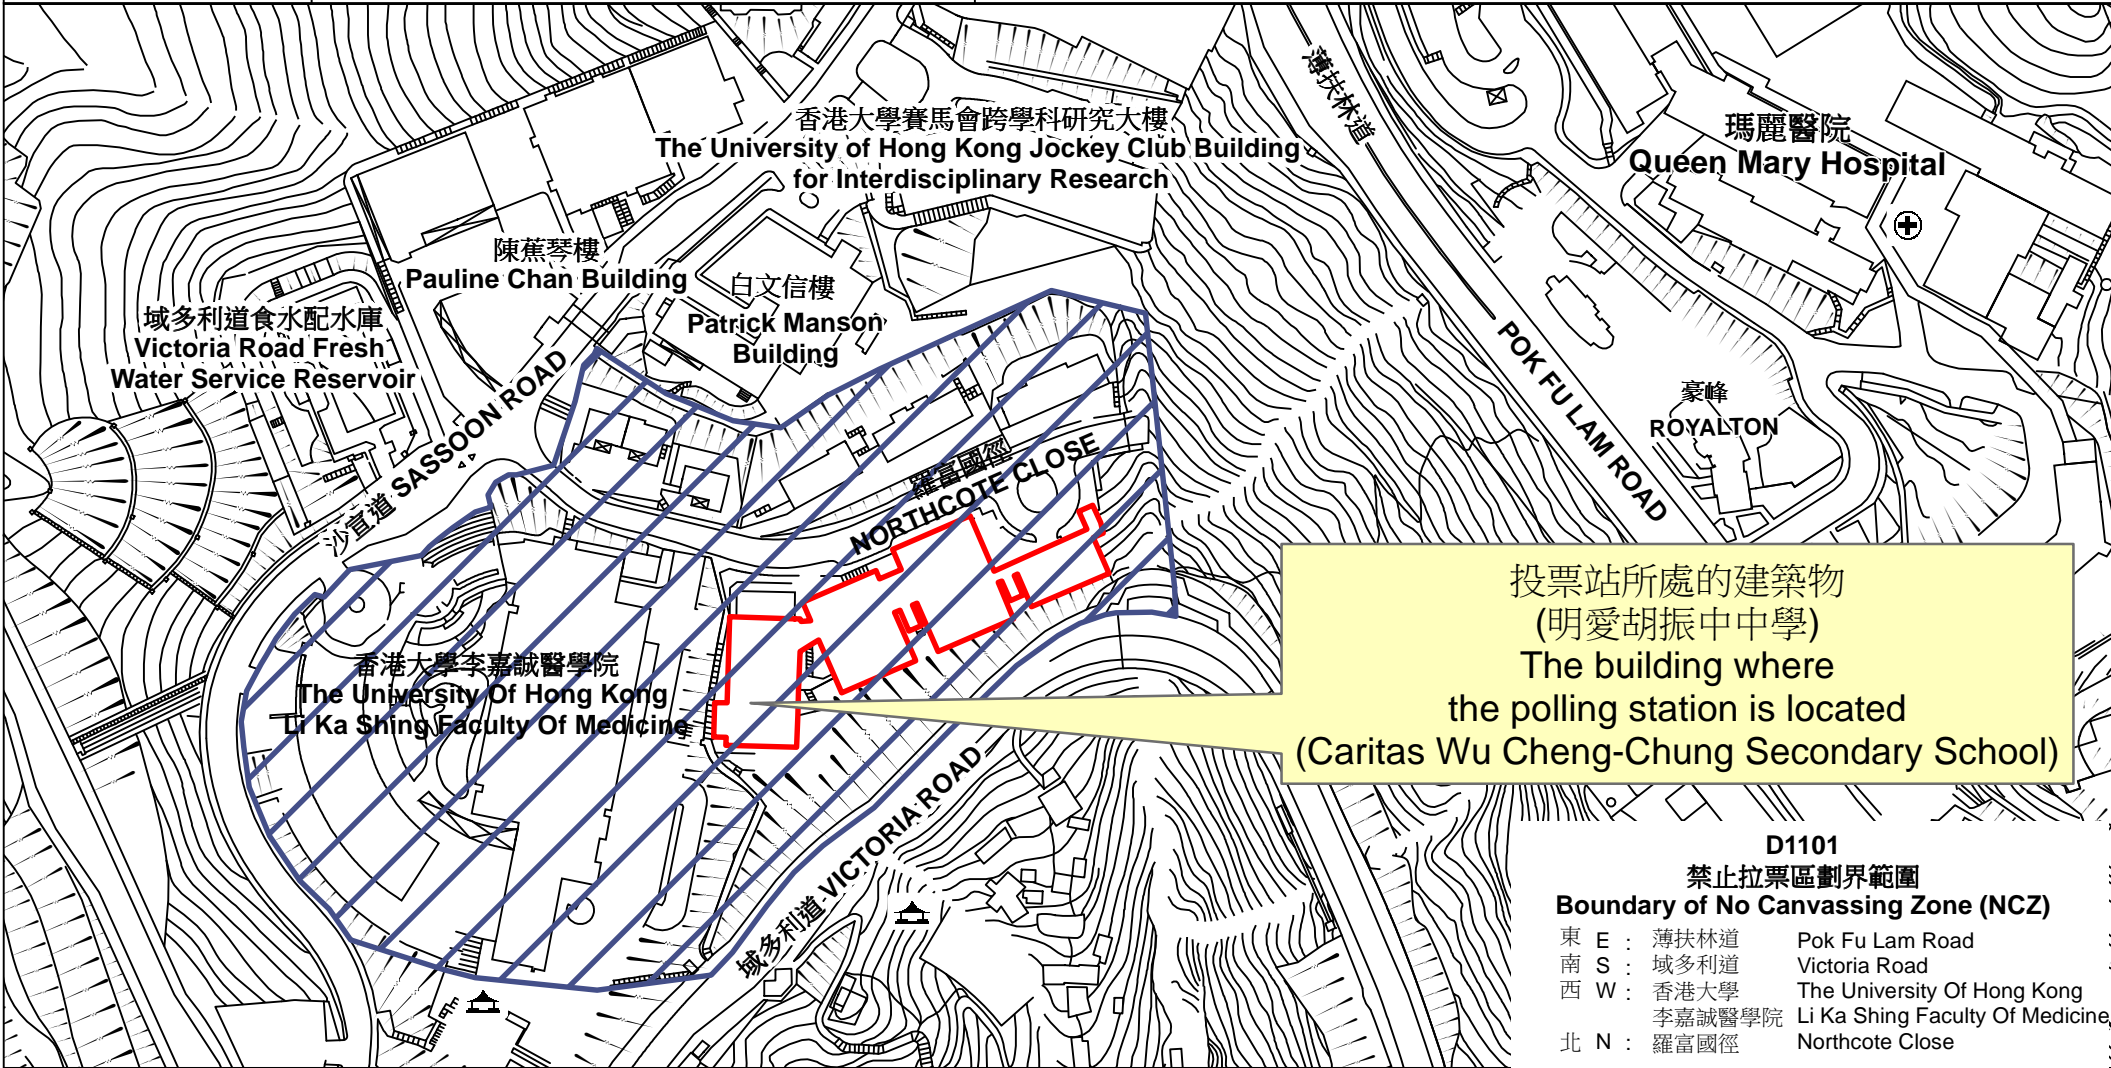 香港大學賽馬會跨學科研究大樓
The University of Hong Kong Jockey Club Building
for Interdisciplinary Research
薄扶林道
瑪麗醫院
Queen Mary Hospital
陳蕉琴樓
Pauline Chan Building
白文信樓
Patrick Manson
Building
域多利道食水配水庫
Victoria Road Fresh
Water Service Reservoir
沙宣道 SASSOON ROAD
POK FU LAM ROAD
豪峰
ROYALTON
羅富國徑
NORTHCOTE CLOSE
投票站所處的建築物
(明愛胡振中中學)
The building where
the polling station is located
(Caritas Wu Cheng-Chung Secondary School)
香港大學李嘉誠醫學院
The University Of Hong Kong
Li Ka Shing Faculty Of Medicine
域多利道 VICTORIA ROAD
D1101
禁止拉票區劃界範圍
Boundary of No Canvassing Zone (NCZ)
東 E : 薄扶林道 Pok Fu Lam Road
南 S : 域多利道 Victoria Road
西 W : 香港大學 The University Of Hong Kong
李嘉誠醫學院 Li Ka Shing Faculty Of Medicine
北 N : 羅富國徑 Northcote Close